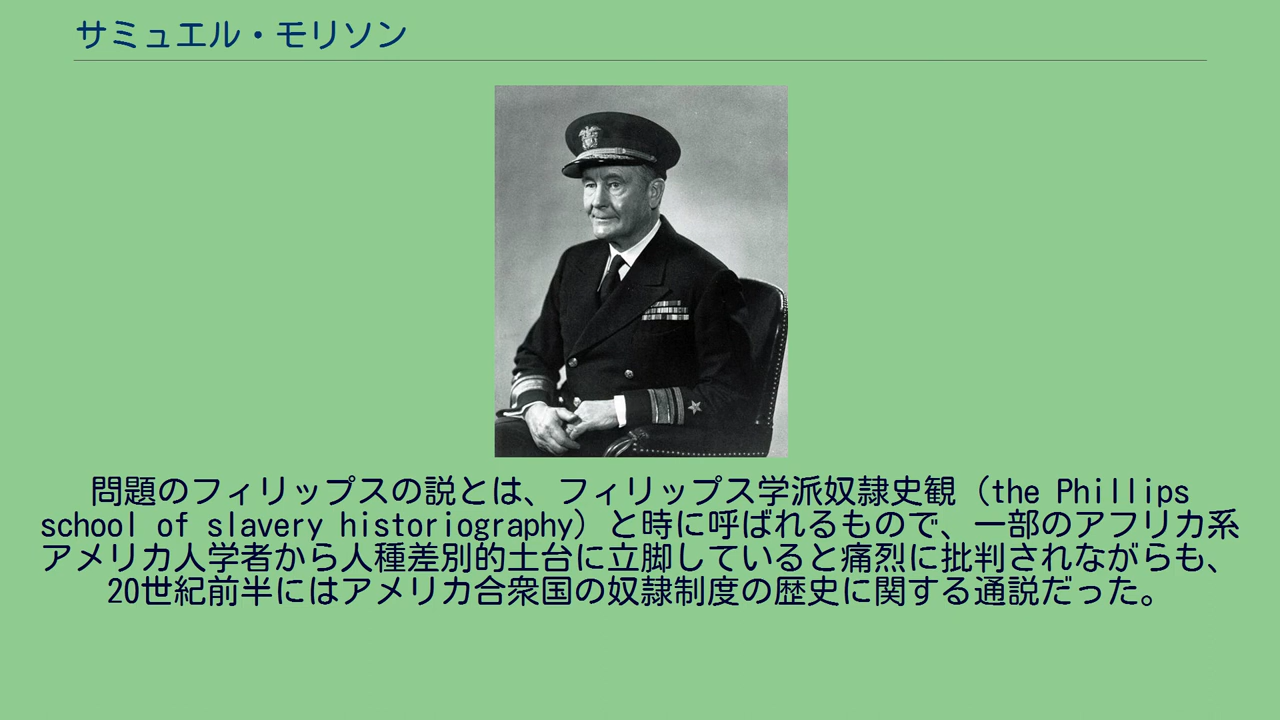 サミュエル・モリソン
問題のフィリップスの説とは、フィリップス学派奴隷史観（the Phillips
school of slavery historiography）と時に呼ばれるもので、一部のアフリカ系
アメリカ人学者から人種差別的土台に立脚していると痛烈に批判されながらも、
20世紀前半にはアメリカ合衆国の奴隷制度の歴史に関する通説だった。